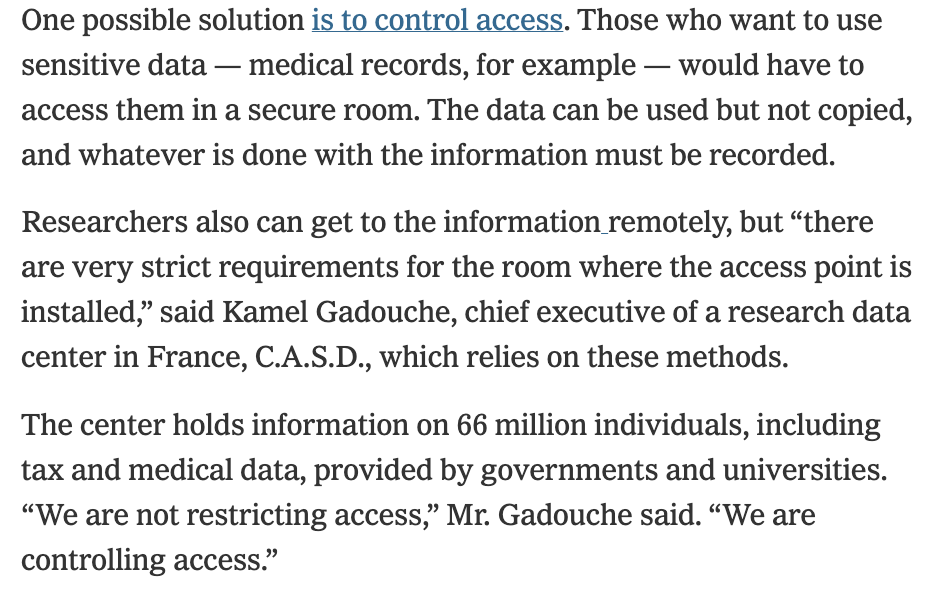 One possible solution is to control access. Those who want to use
sensitive data — medical records, for example — would have to
access them in a secure room. The data can be used but not copied,
and whatever is done with the information must be recorded.
Researchers also can get to the information remotely, but “there
are very strict requirements for the room where the access point is
installed,” said Kamel Gadouche, chief executive of a research data
center in France, C.A.S.D., which relies on these methods.
The center holds information on 66 million individuals, including
tax and medical data, provided by governments and universities.
“We are not restricting access,” Mr. Gadouche said. “We are
controlling access.”